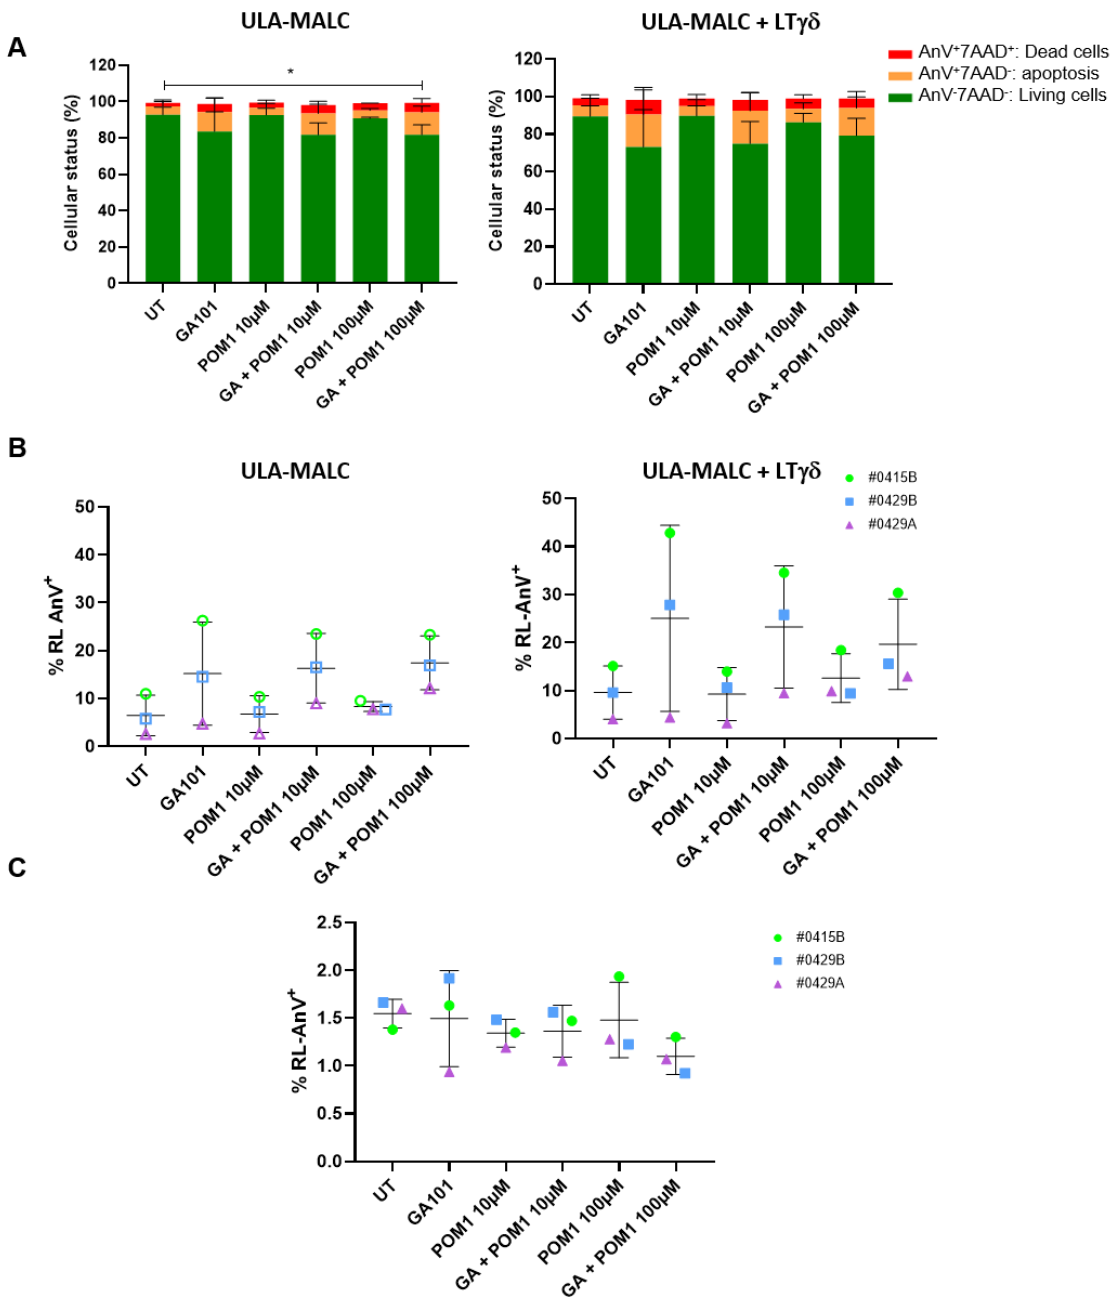 A
ULA-MALC
ULA-MALC + LTγδ
AnV⁺7AAD⁺: Dead cells
AnV⁺7AAD⁻: apoptosis
AnV⁻7AAD⁻: Living cells
Cellular status (%)
120
100
80
60
40
20
0
*
UT
GA101
POM1 10µM
GA + POM1 10µM
POM1 100µM
GA + POM1 100µM
Cellular status (%)
120
100
80
60
40
20
0
UT
GA101
POM1 10µM
GA + POM1 10µM
POM1 100µM
GA + POM1 100µM
B
ULA-MALC
ULA-MALC + LTγδ
#0415B
#0429B
#0429A
% RL AnV⁺
50
40
30
20
10
0
UT
GA101
POM1 10µM
GA + POM1 10µM
POM1 100µM
GA + POM1 100µM
% RL-AnV⁺
50
40
30
20
10
0
UT
GA101
POM1 10µM
GA + POM1 10µM
POM1 100µM
GA + POM1 100µM
C
% RL-AnV⁺
2.5
2.0
1.5
1.0
0.5
0.0
UT
GA101
POM1 10µM
GA + POM1 10µM
POM1 100µM
GA + POM1 100µM
#0415B
#0429B
#0429A